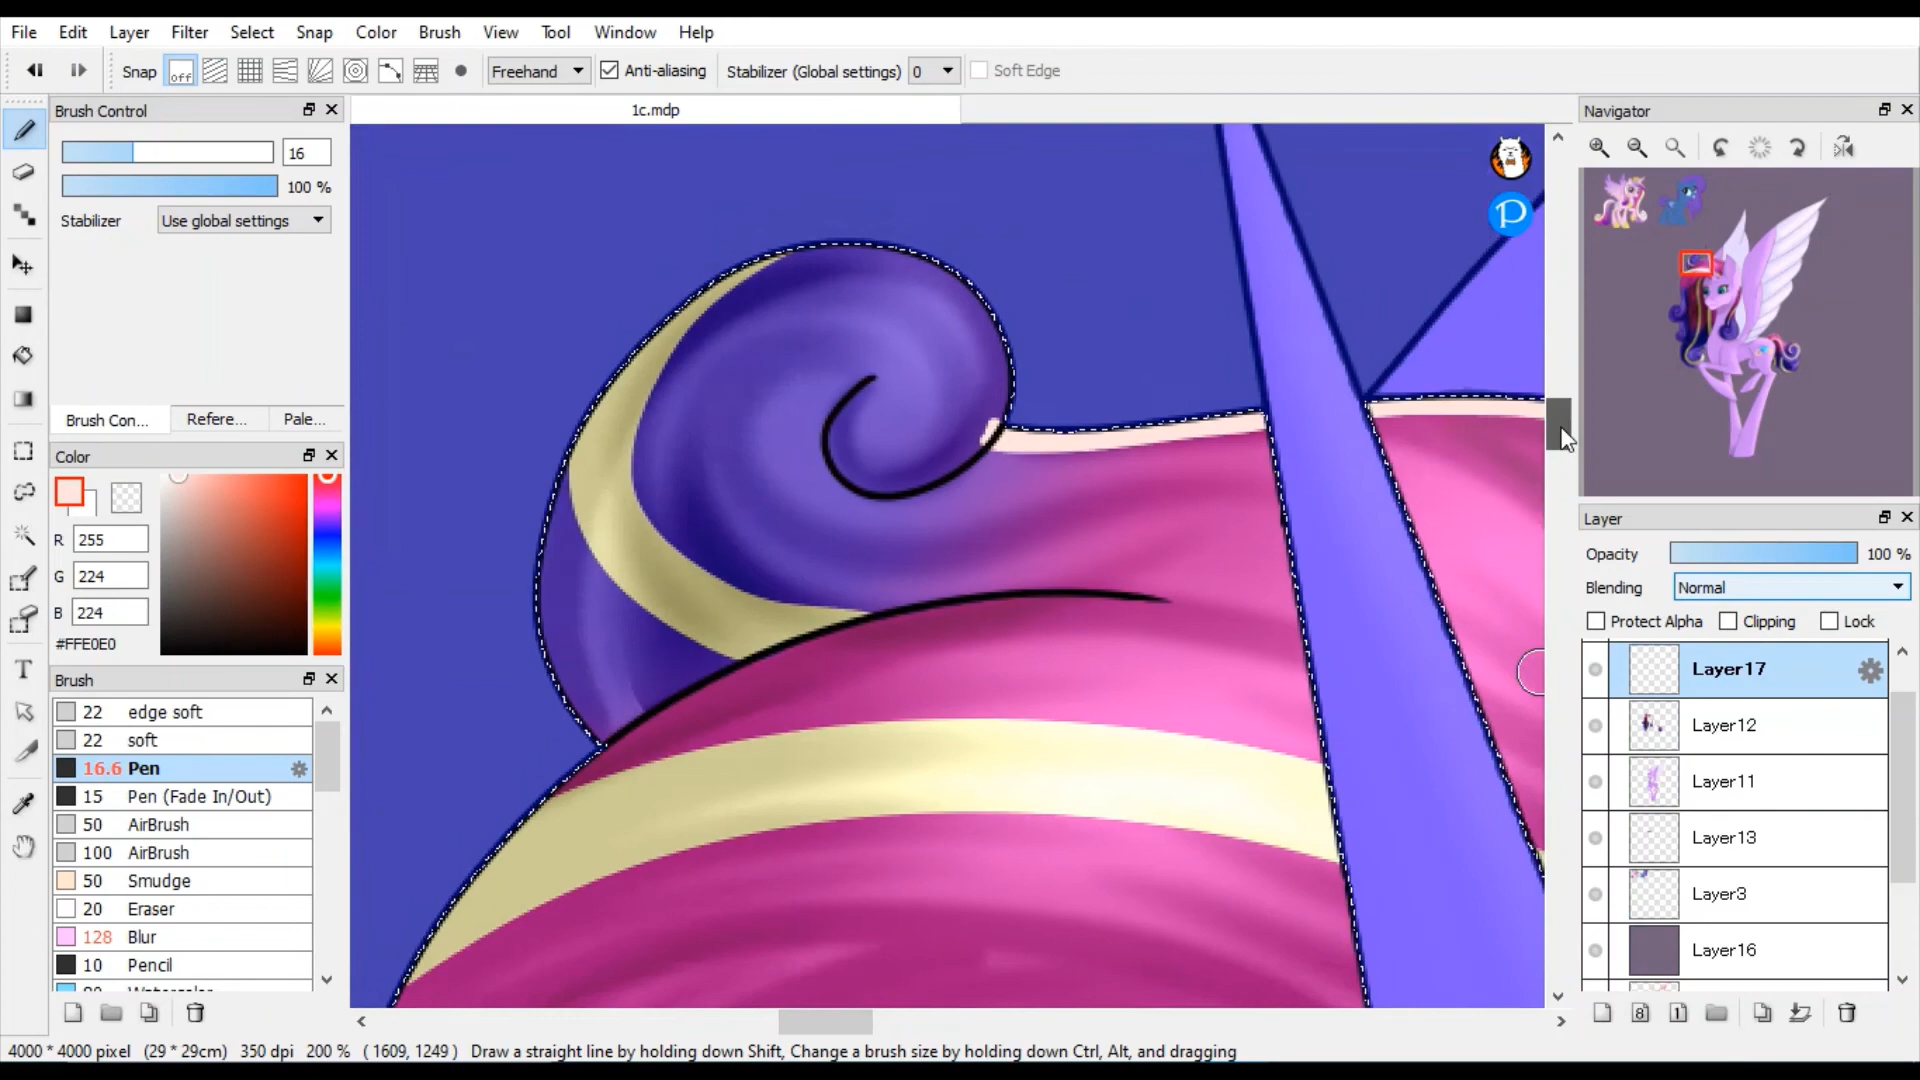 File Edit Layer Filter Select Snap Color Brush View Tool Window Help
Snap off Freehand Anti-aliasing Stabilizer (Global settings) 0 Soft Edge
Brush Control
1c.mdp
Navigator
16
100 %
Stabilizer Use global settings
P
Brush Con... Refere... Pale...
Color
R 255
G 224
B 224
#FFE0E0
Brush
22 edge soft
22 soft
16.6 Pen
15 Pen (Fade In/Out)
50 AirBrush
100 AirBrush
50 Smudge
20 Eraser
128 Blur
10 Pencil
Layer
Opacity 100 %
Blending Normal
Protect Alpha Clipping Lock
Layer17
Layer12
Layer11
Layer13
Layer3
Layer16
8 1
T
4000 * 4000 pixel (29 * 29cm) 350 dpi 200 % ( 1609, 1249 ) Draw a straight line by holding down Shift, Change a brush size by holding down Ctrl, Alt, and dragging